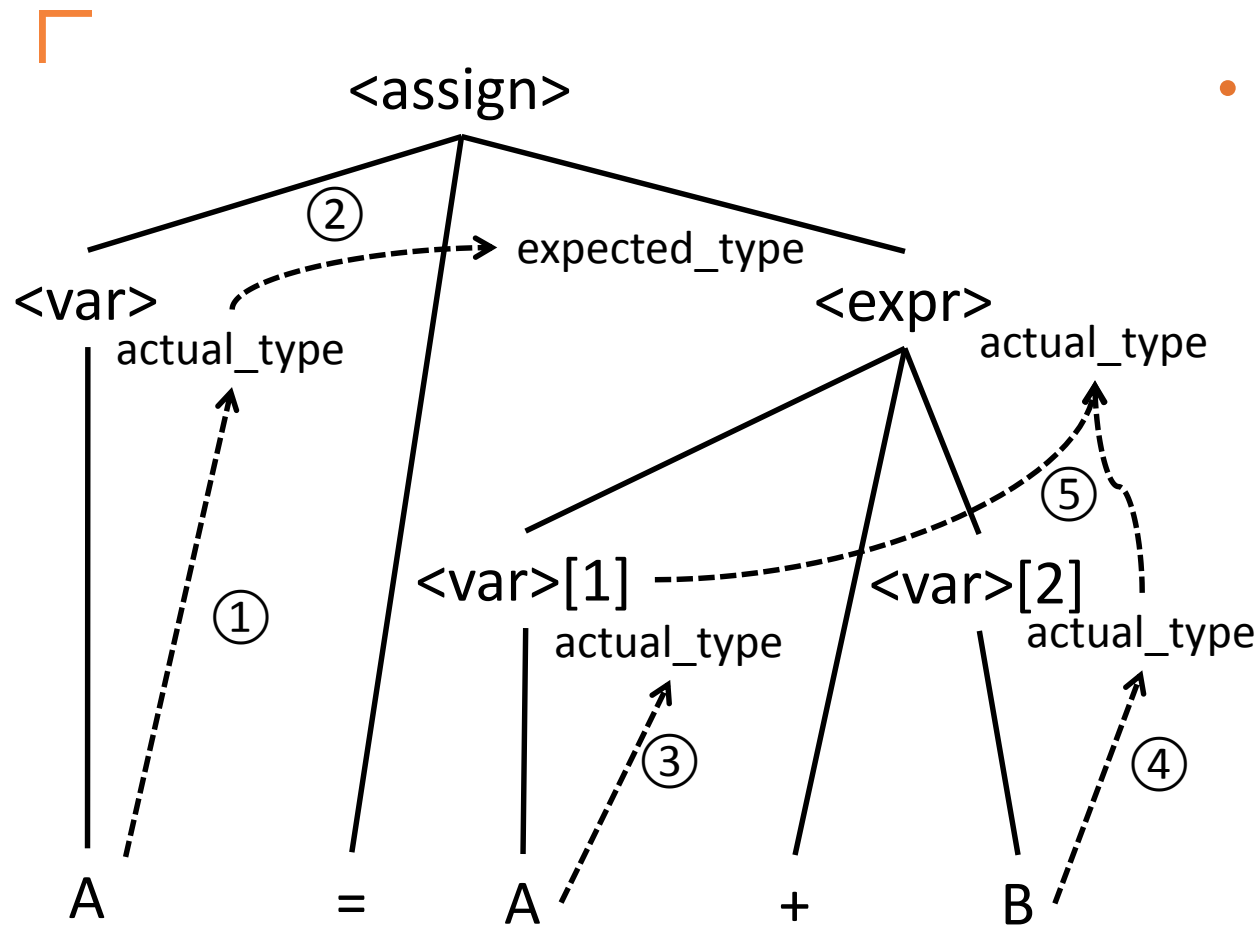 <assign>
②
expected_type
<var>
<expr>
actual_type
actual_type
⑤
<var>[1]
<var>[2]
①
actual_type
actual_type
③
④
A = A + B